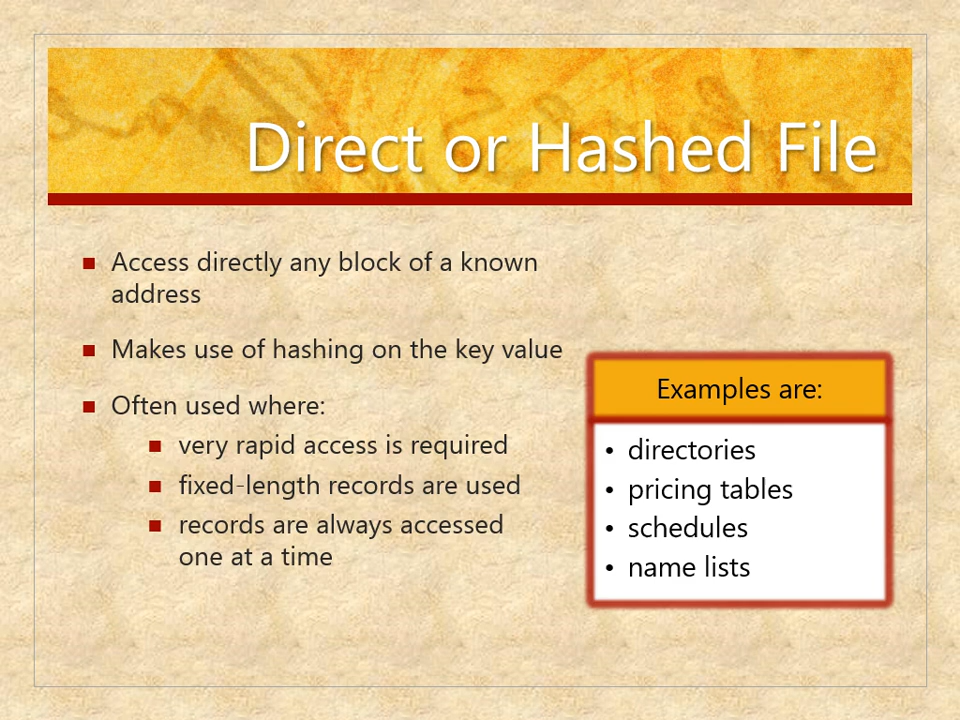 Direct or Hashed File
■ Access directly any block of a known
address
■ Makes use of hashing on the key value
■ Often used where:
■ very rapid access is required
■ fixed-length records are used
■ records are always accessed
one at a time
Examples are:
• directories
• pricing tables
• schedules
• name lists